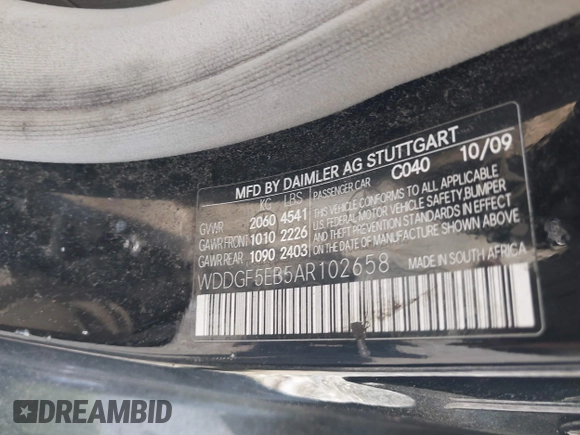 MFD BY DAIMLER AG STUTTGART
KG LBS PASSENGER CAR C040 10/09
GVWR 2060 4541 THIS VEHICLE CONFORMS TO ALL APPLICABLE
GAWR FRONT 1010 2226 U.S. FEDERAL MOTOR VEHICLE SAFETY, BUMPER
GAWR REAR 1090 2403 AND THEFT PREVENTION STANDARDS IN EFFECT
ON THE DATE OF MANUFACTURE SHOWN ABOVE.
WDDGF5EB5AR102658 MADE IN SOUTH AFRICA
DREAMBID